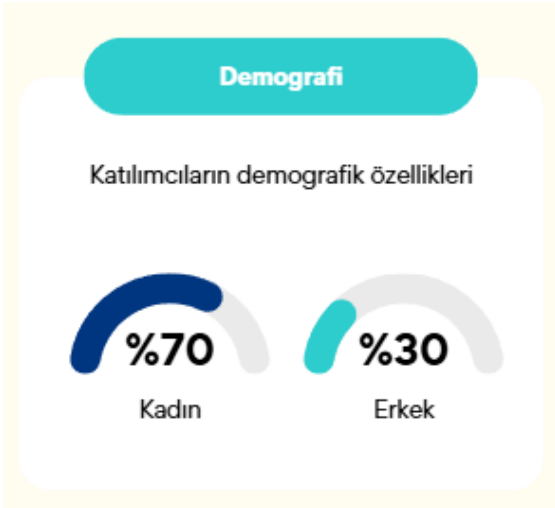 Demografi
Katılımcıların demografik özellikleri
%70
Kadın
%30
Erkek